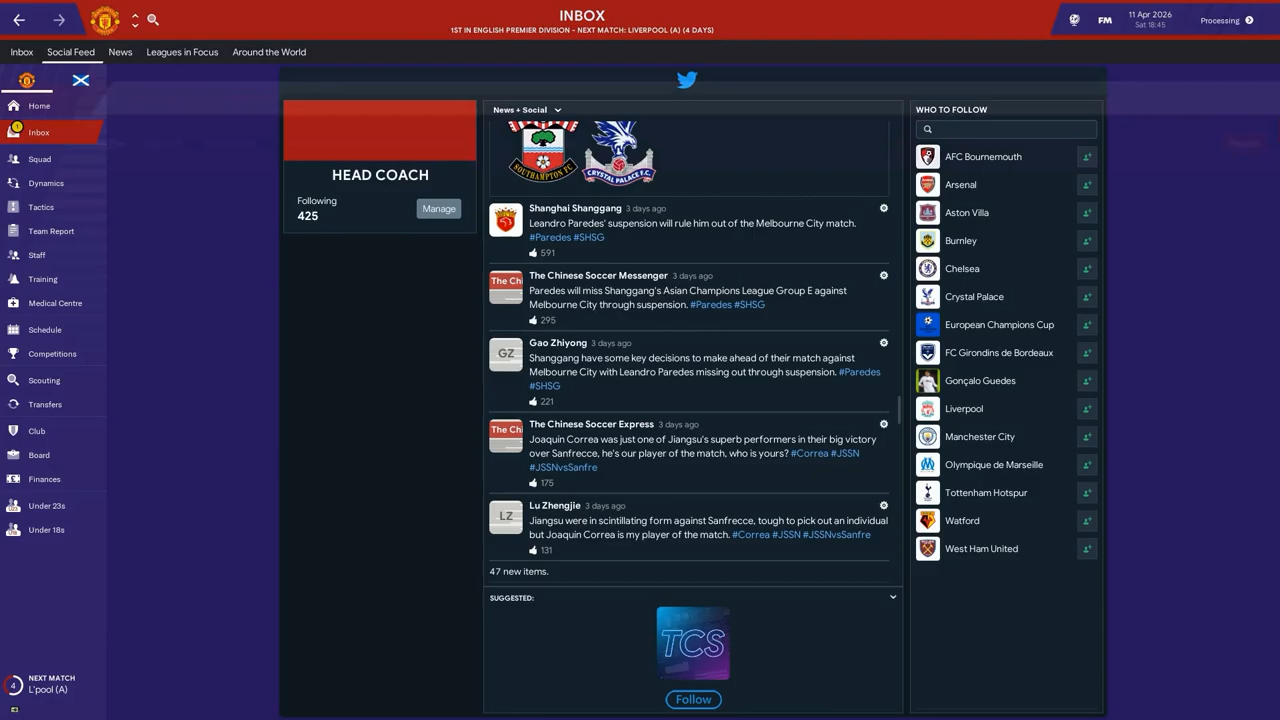 INBOX
1ST IN ENGLISH PREMIER DIVISION - NEXT MATCH: LIVERPOOL (A) (4 DAYS)
FM
11 Apr 2026
Sat 18:45
Processing
Inbox
Social Feed
News
Leagues in Focus
Around the World
Home
1
Inbox
Squad
Dynamics
Tactics
Team Report
Staff
Training
Medical Centre
Schedule
Competitions
Scouting
Transfers
Club
Board
Finances
Under 23s
Under 18s
4
NEXT MATCH
L'pool (A)
HEAD COACH
Following
425
Manage
News + Social
SOUTHAMPTON FC
CRYSTAL PALACE F.C.
Shanghai Shanggang 3 days ago
Leandro Paredes' suspension will rule him out of the Melbourne City match.
#Paredes #SHSG
591
The Chi
The Chinese Soccer Messenger 3 days ago
Paredes will miss Shanggang's Asian Champions League Group E against
Melbourne City through suspension. #Paredes #SHSG
295
GZ
Gao Zhiyong 3 days ago
Shanggang have some key decisions to make ahead of their match against
Melbourne City with Leandro Paredes missing out through suspension. #Paredes
#SHSG
221
The Chi
The Chinese Soccer Express 3 days ago
Joaquin Correa was just one of Jiangsu's superb performers in their big victory
over Sanfrecce, he's our player of the match, who is yours? #Correa #JSSN
#JSSNvsSanfre
175
LZ
Lu Zhengjie 3 days ago
Jiangsu were in scintillating form against Sanfrecce, tough to pick out an individual
but Joaquin Correa is my player of the match. #Correa #JSSN #JSSNvsSanfre
131
47 new items.
SUGGESTED:
TCS
Follow
WHO TO FOLLOW
AFC Bournemouth
Arsenal
Aston Villa
Burnley
Chelsea
Crystal Palace
European Champions Cup
FC Girondins de Bordeaux
Gonçalo Guedes
Liverpool
Manchester City
Olympique de Marseille
Tottenham Hotspur
Watford
West Ham United